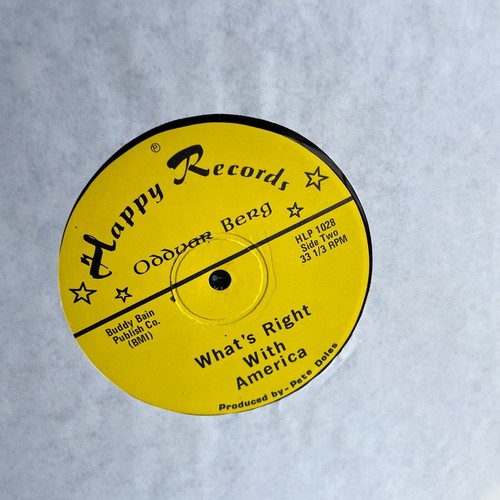 ℗
Happy Records
Oddvar Berg
HLP 1028
Side Two
33 1/3 RPM
Buddy Bain
Publish Co.
(BMI)
What's Right
With
America
Produced by - Pete Doles